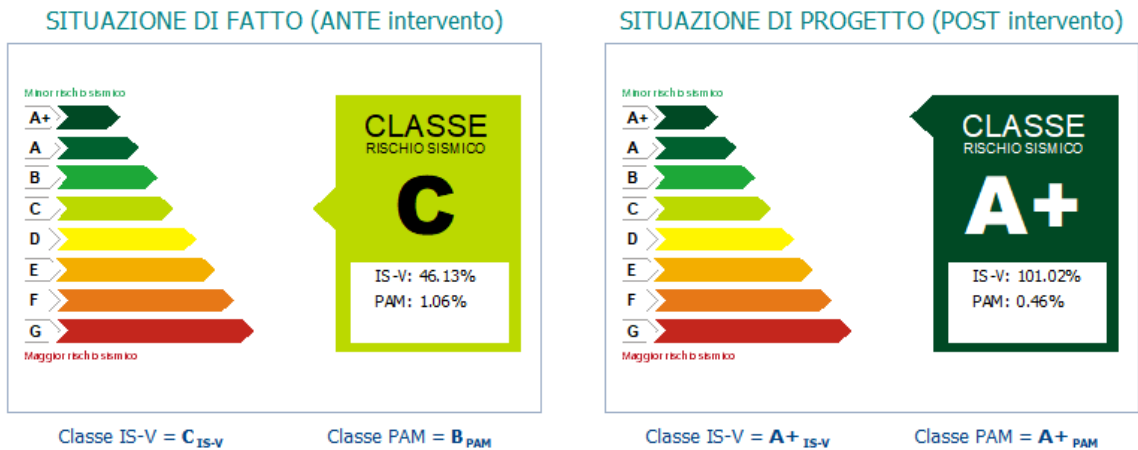 SITUAZIONE DI FATTO (ANTE intervento)
Minor rischio sismico
A+
A
B
C
D
E
F
G
Maggior rischio sismico
CLASSE
RISCHIO SISMICO
C
IS-V: 46.13%
PAM: 1.06%
Classe IS-V = C IS-V
Classe PAM = B PAM
SITUAZIONE DI PROGETTO (POST intervento)
Minor rischio sismico
A+
A
B
C
D
E
F
G
Maggior rischio sismico
CLASSE
RISCHIO SISMICO
A+
IS-V: 101.02%
PAM: 0.46%
Classe IS-V = A+ IS-V
Classe PAM = A+ PAM